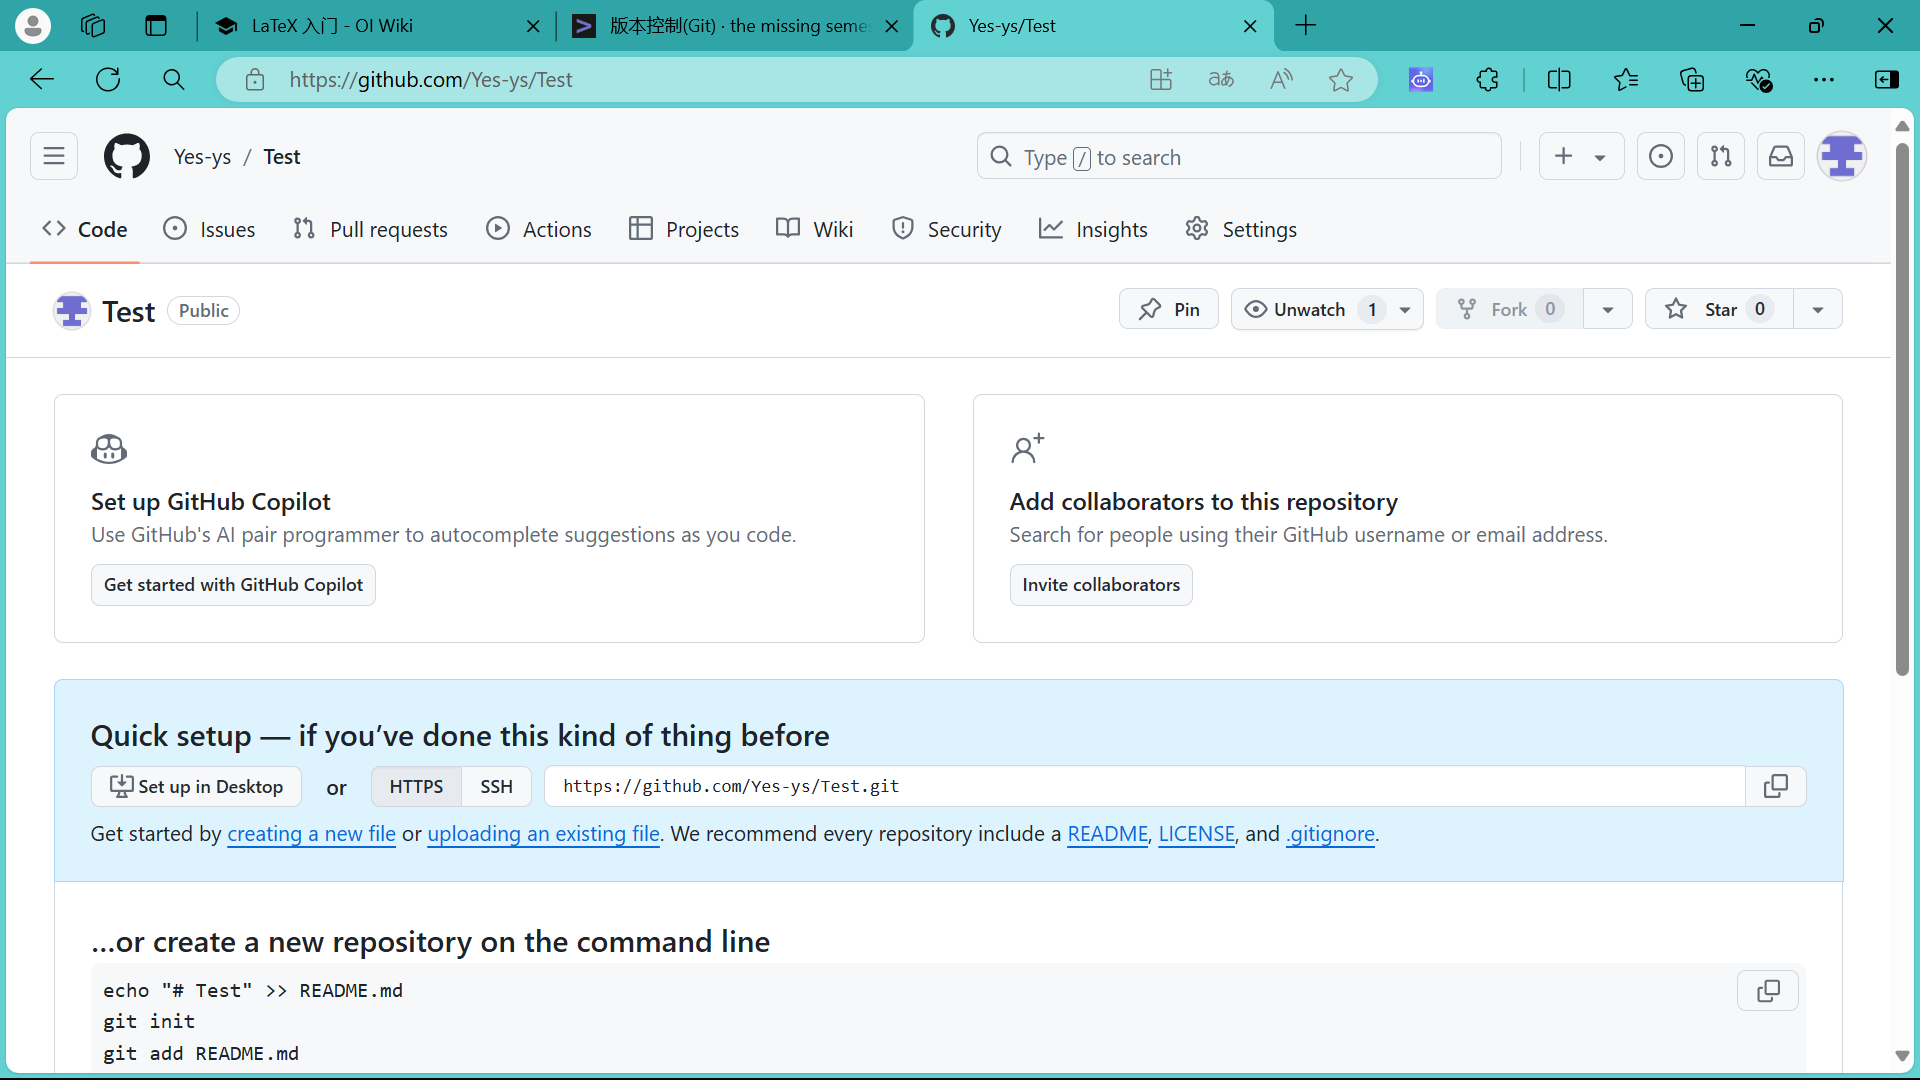 LaTeX 入门 - OI Wiki
版本控制(Git) · the missing seme
Yes-ys/Test
https://github.com/Yes-ys/Test
Yes-ys / Test
Type / to search
Code
Issues
Pull requests
Actions
Projects
Wiki
Security
Insights
Settings
Test
Public
Pin
Unwatch 1
Fork 0
Star 0
Set up GitHub Copilot
Use GitHub's AI pair programmer to autocomplete suggestions as you code.
Get started with GitHub Copilot
Add collaborators to this repository
Search for people using their GitHub username or email address.
Invite collaborators
Quick setup — if you’ve done this kind of thing before
Set up in Desktop or HTTPS SSH https://github.com/Yes-ys/Test.git
Get started by creating a new file or uploading an existing file. We recommend every repository include a README, LICENSE, and .gitignore.
…or create a new repository on the command line
echo "# Test" >> README.md
git init
git add README.md